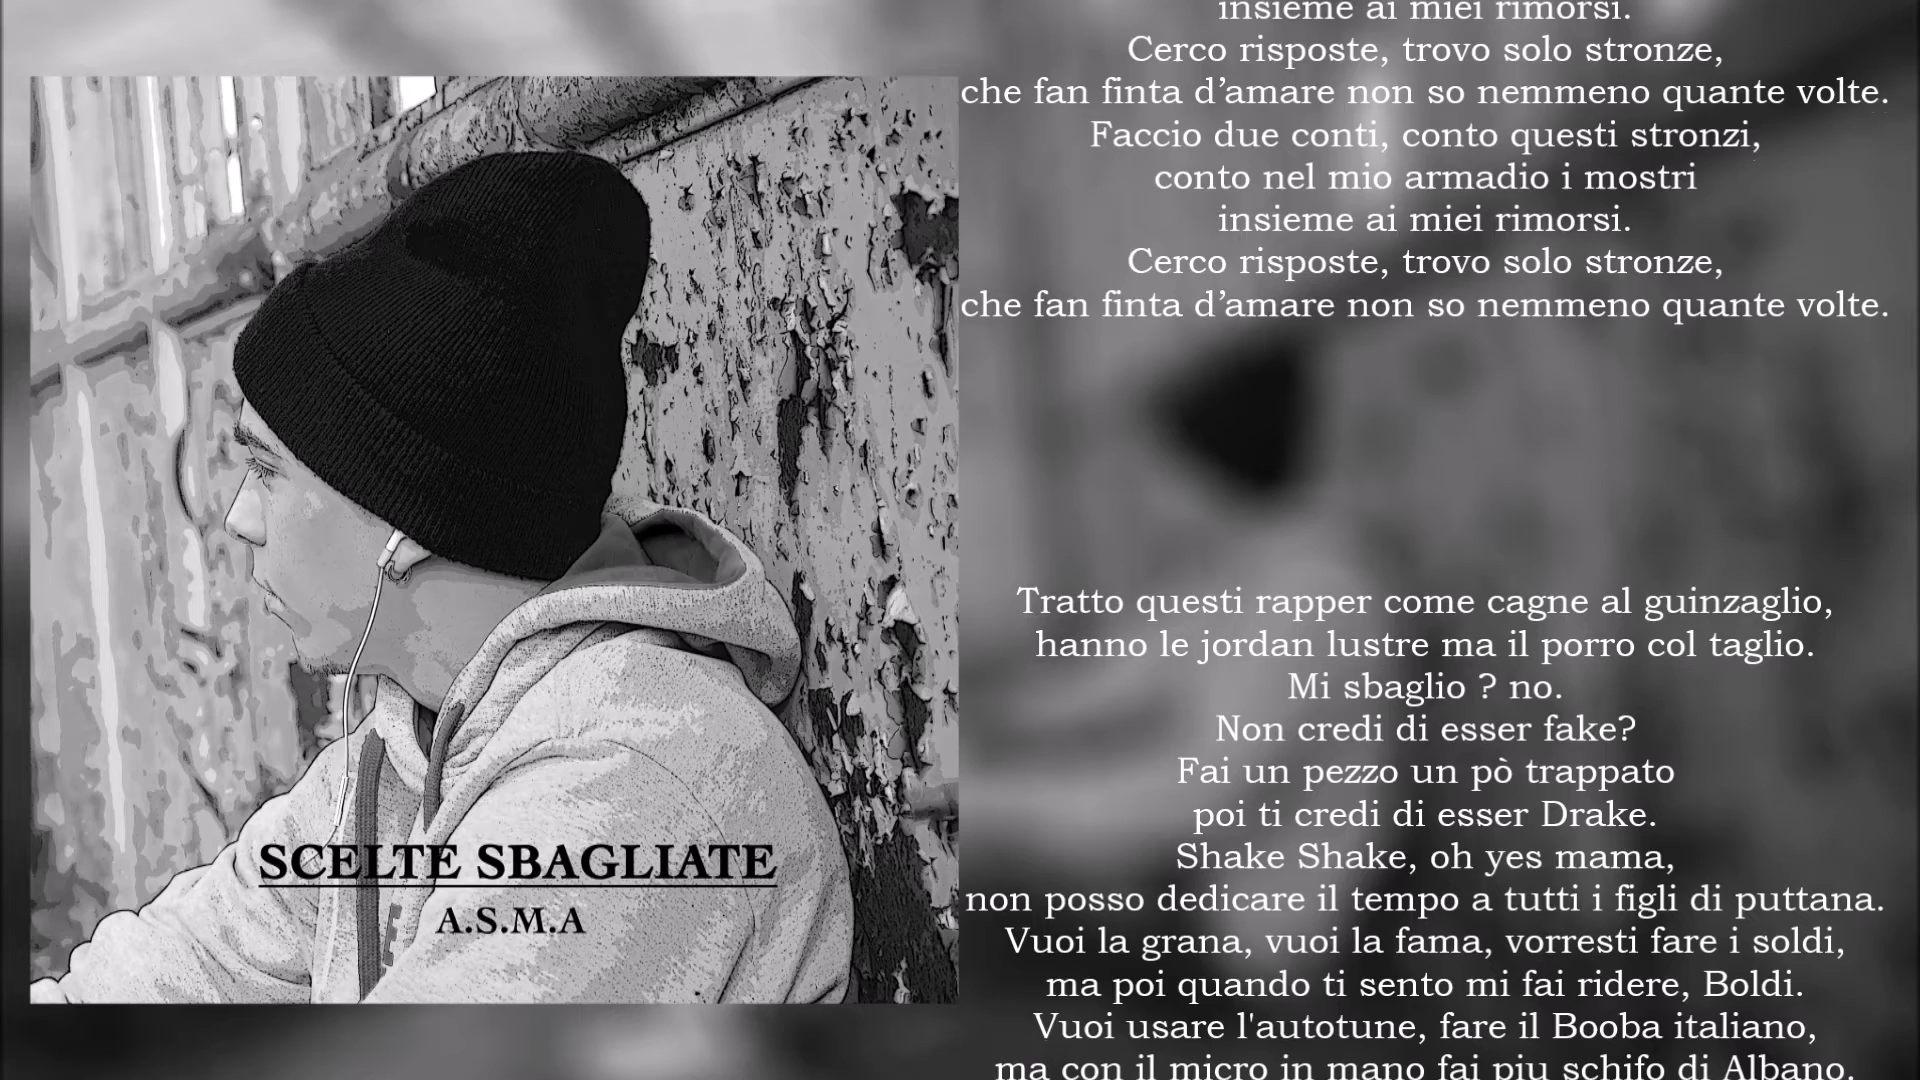 insieme ai miei rimorsi.
Cerco risposte, trovo solo stronze,
che fan finta d’amare non so nemmeno quante volte.
Faccio due conti, conto questi stronzi,
conto nel mio armadio i mostri
insieme ai miei rimorsi.
Cerco risposte, trovo solo stronze,
che fan finta d’amare non so nemmeno quante volte.
Tratto questi rapper come cagne al guinzaglio,
hanno le jordan lustre ma il porro col taglio.
Mi sbaglio ? no.
Non credi di esser fake?
Fai un pezzo un pò trappato
poi ti credi di esser Drake.
Shake Shake, oh yes mama,
non posso dedicare il tempo a tutti i figli di puttana.
Vuoi la grana, vuoi la fama, vorresti fare i soldi,
ma poi quando ti sento mi fai ridere, Boldi.
Vuoi usare l'autotune, fare il Booba italiano,
ma con il micro in mano fai piu schifo di Albano.
SCELTE SBAGLIATE
A.S.M.A